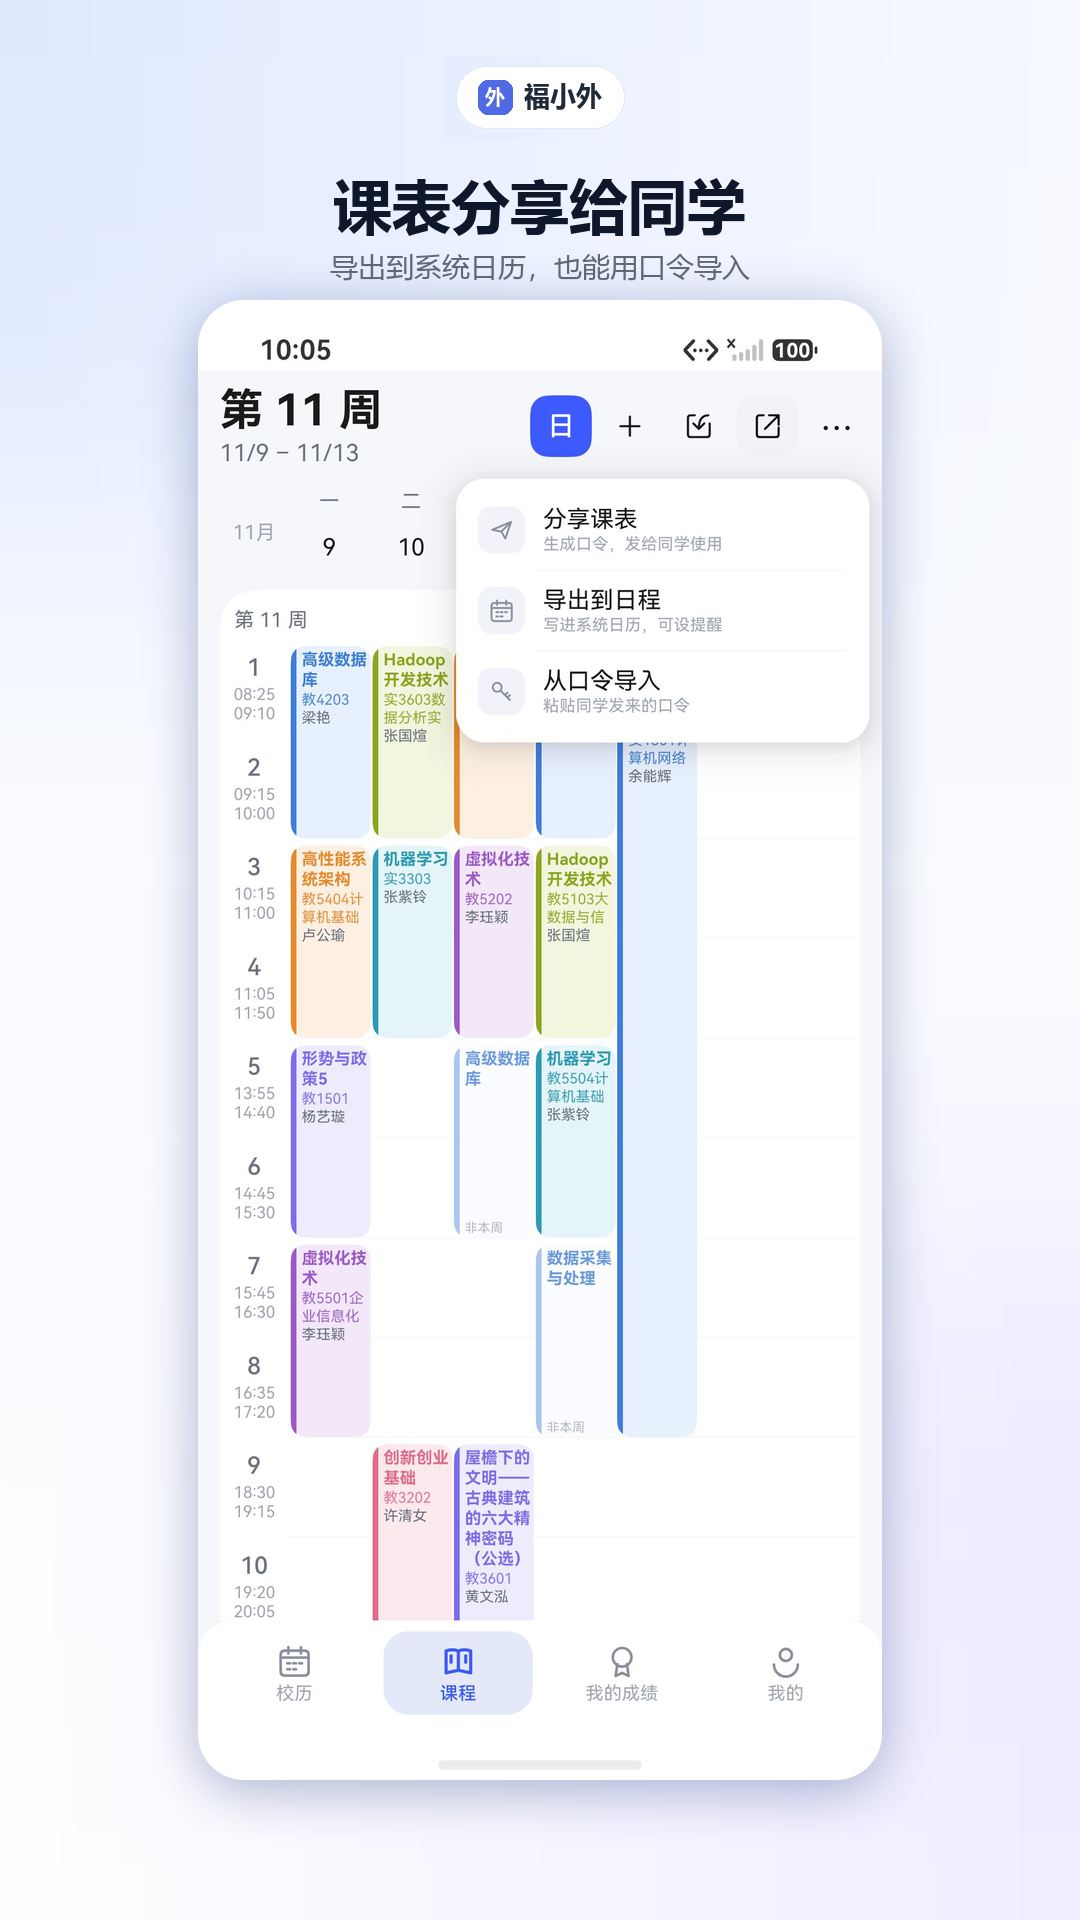 外 福小外
课表分享给同学
导出到系统日历，也能用口令导入
10:05
100
第 11 周
11/9 – 11/13
日
11月
一
9
二
10
分享课表
生成口令，发给同学使用
导出到日程
写进系统日历，可设提醒
从口令导入
粘贴同学发来的口令
第 11 周
1
08:25
09:10
高级数据
库
教4203
梁艳
Hadoop
开发技术
实3603数
据分析实
张国煊
算机网络
余能辉
2
09:15
10:00
3
10:15
11:00
高性能系
统架构
教5404计
算机基础
卢公瑜
机器学习
实3303
张紫铃
虚拟化技
术
教5202
李珏颖
Hadoop
开发技术
教5103大
数据与信
张国煊
4
11:05
11:50
5
13:55
14:40
形势与政
策5
教1501
杨艺璇
高级数据
库
非本周
机器学习
教5504计
算机基础
张紫铃
6
14:45
15:30
7
15:45
16:30
虚拟化技
术
教5501企
业信息化
李珏颖
数据采集
与处理
非本周
8
16:35
17:20
9
18:30
19:15
创新创业
基础
教3202
许清女
屋檐下的
文明——
古典建筑
的六大精
神密码
（公选）
教3601
黄文泓
10
19:20
20:05
校历
课程
我的成绩
我的